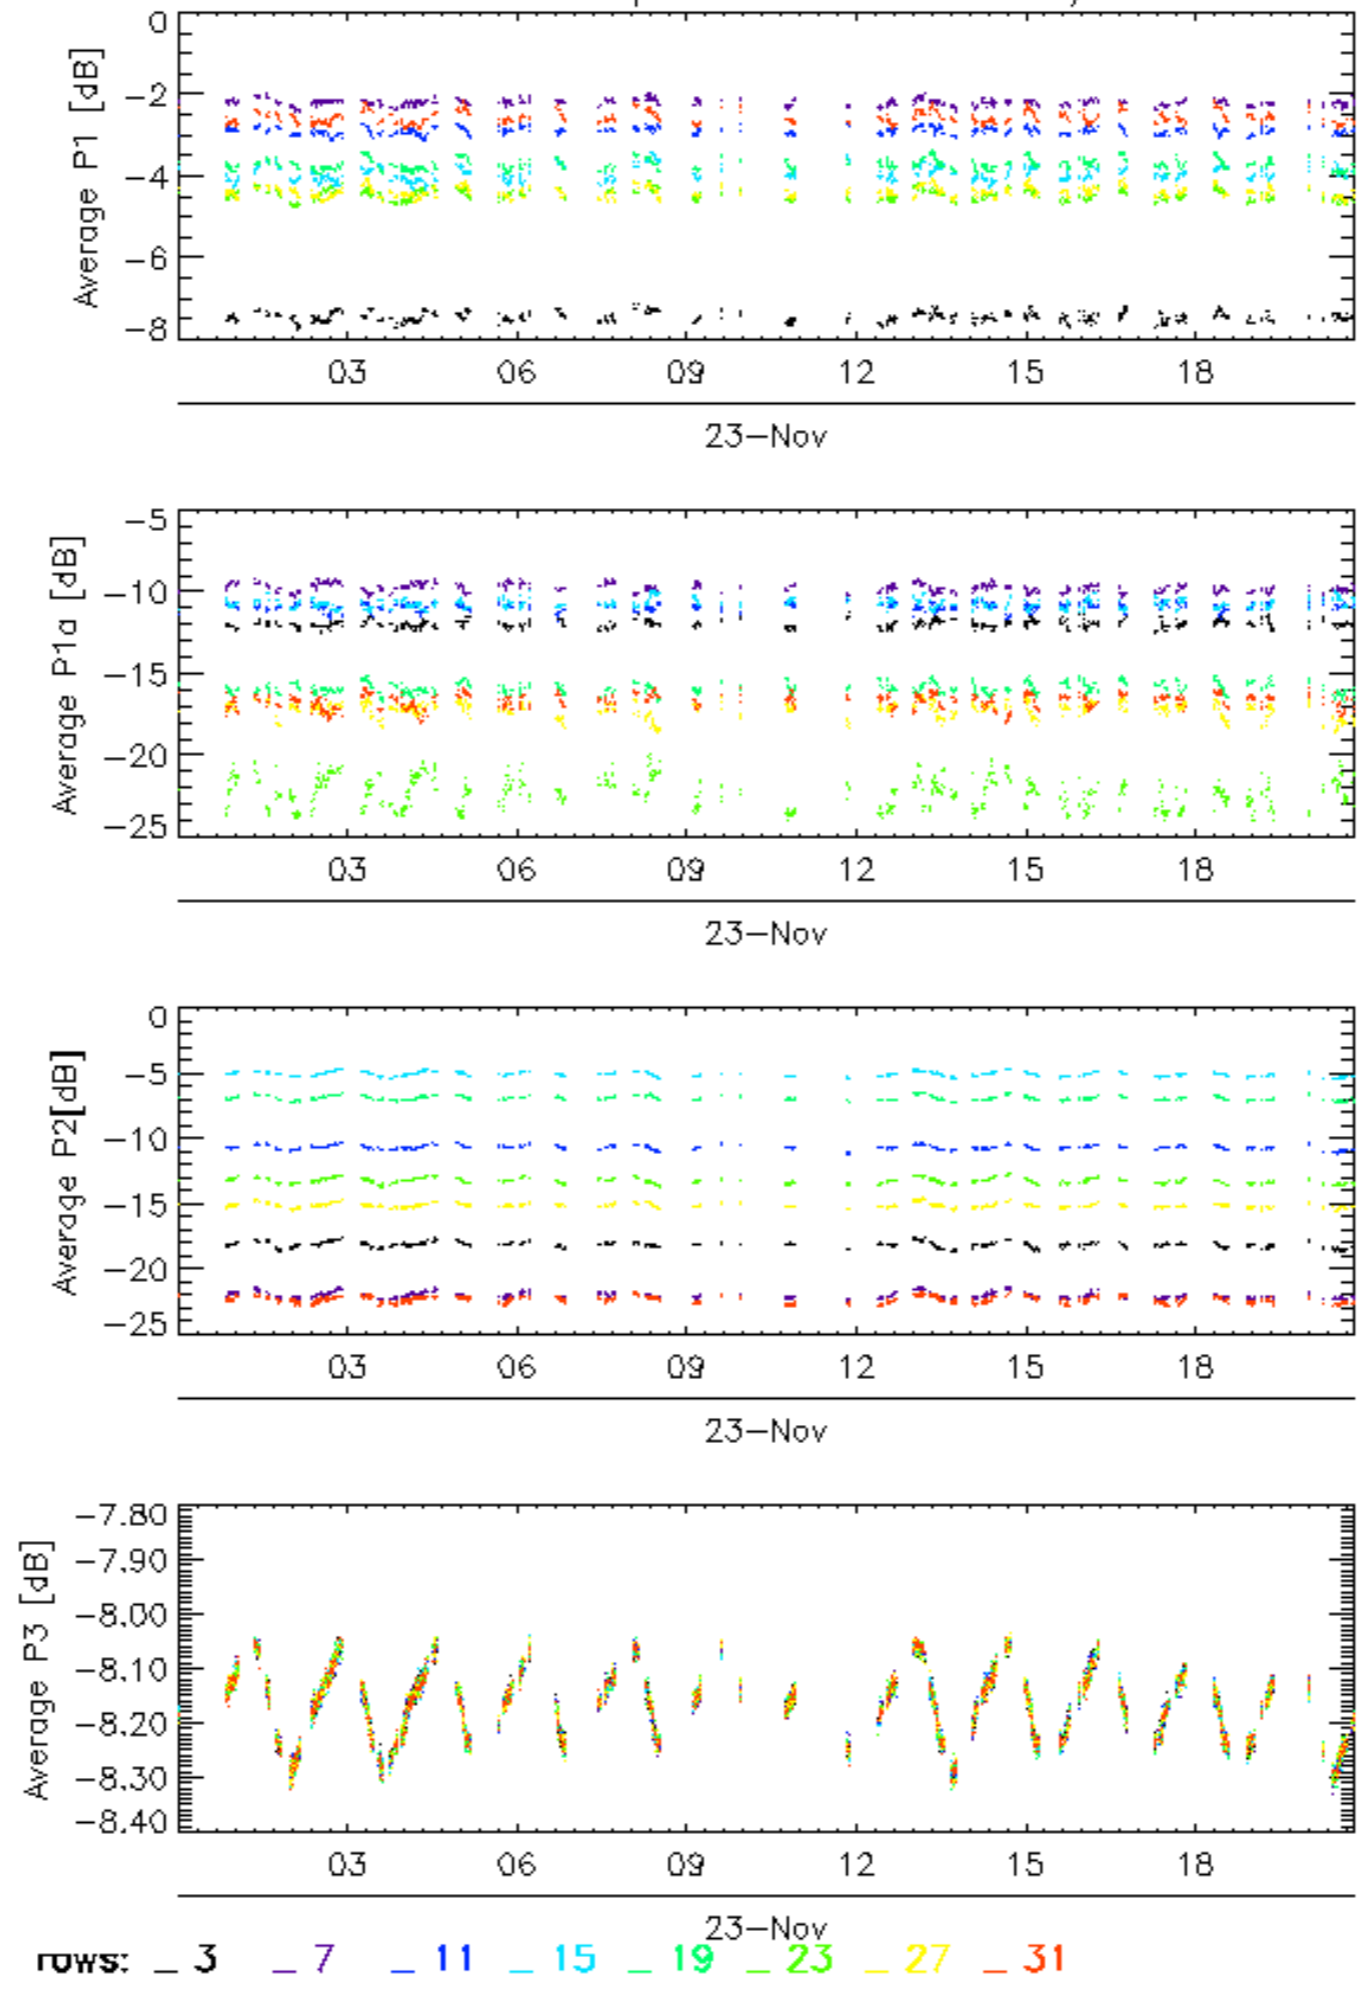 0
−2
−4
−6
−8
Average P1 [dB]
03 06 09 12 15 18
23−Nov
−5
−10
−15
−20
−25
Average P1a [dB]
03 06 09 12 15 18
23−Nov
0
−5
−10
−15
−20
−25
Average P2[dB]
03 06 09 12 15 18
23−Nov
−7.80
−7.90
−8.00
−8.10
−8.20
−8.30
−8.40
Average P3 [dB]
03 06 09 12 15 18
23−Nov
rows: _ 3 _ 7 _ 11 _ 15 _ 19 _ 23 _ 27 _ 31